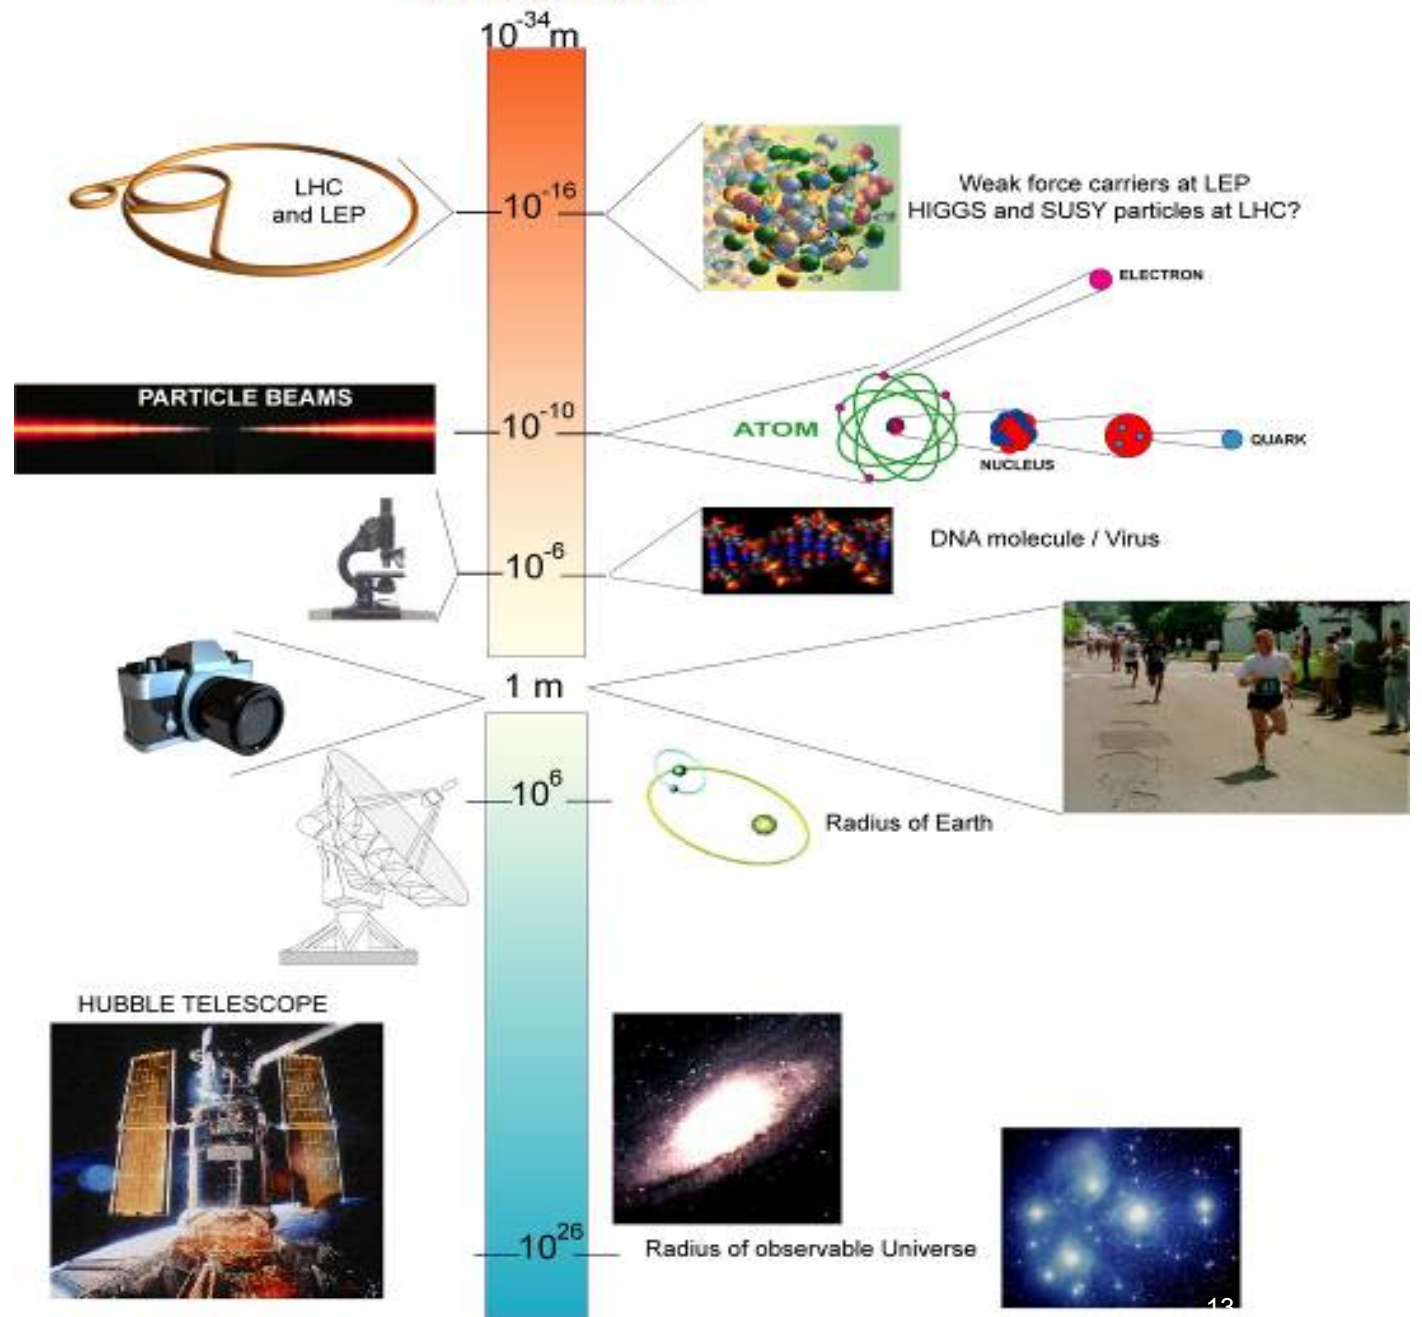 10⁻³⁴m
LHC
and LEP
10⁻¹⁶
Weak force carriers at LEP
HIGGS and SUSY particles at LHC?
ELECTRON
PARTICLE BEAMS
10⁻¹⁰
ATOM
NUCLEUS
QUARK
10⁻⁶
DNA molecule / Virus
1 m
10⁶
Radius of Earth
HUBBLE TELESCOPE
10²⁶
Radius of observable Universe
13